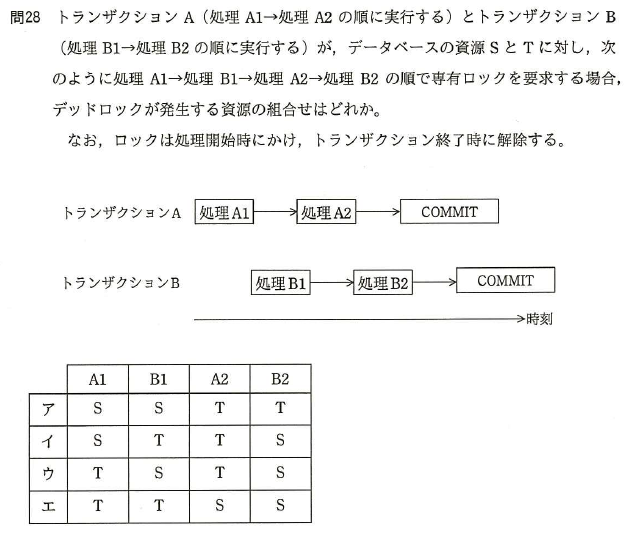 問28 トランザクション A（処理 A1→処理 A2 の順に実行する）とトランザクション B
（処理 B1→処理 B2 の順に実行する）が，データベースの資源 S と T に対し，次
のように処理 A1→処理 B1→処理 A2→処理 B2 の順で専有ロックを要求する場合，
デッドロックが発生する資源の組合せはどれか。
なお，ロックは処理開始時にかけ，トランザクション終了時に解除する。
トランザクションA 処理 A1 処理 A2 COMMIT
トランザクションB 処理 B1 処理 B2 COMMIT
時刻
A1 B1 A2 B2
ア S S T T
イ S T T S
ウ T S T S
エ T T S S